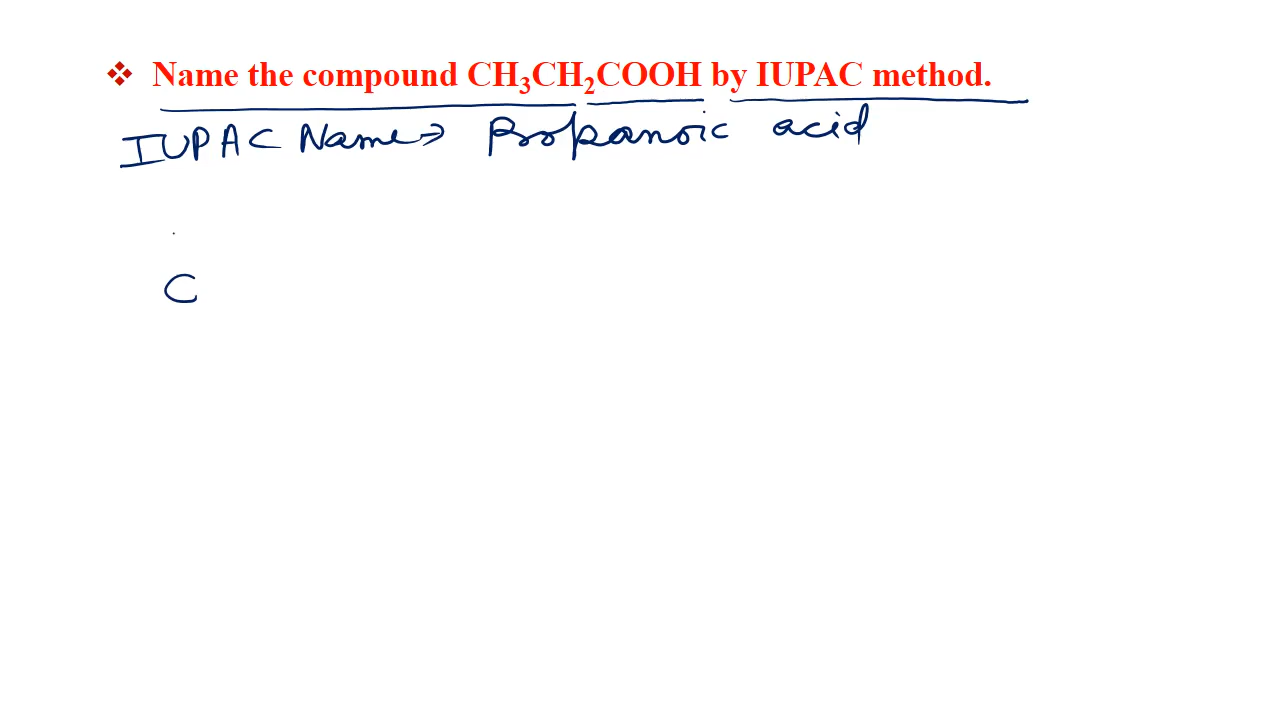 ❖ Name the compound CH₃CH₂COOH by IUPAC method.
IUPAC Name → Propanoic acid
C